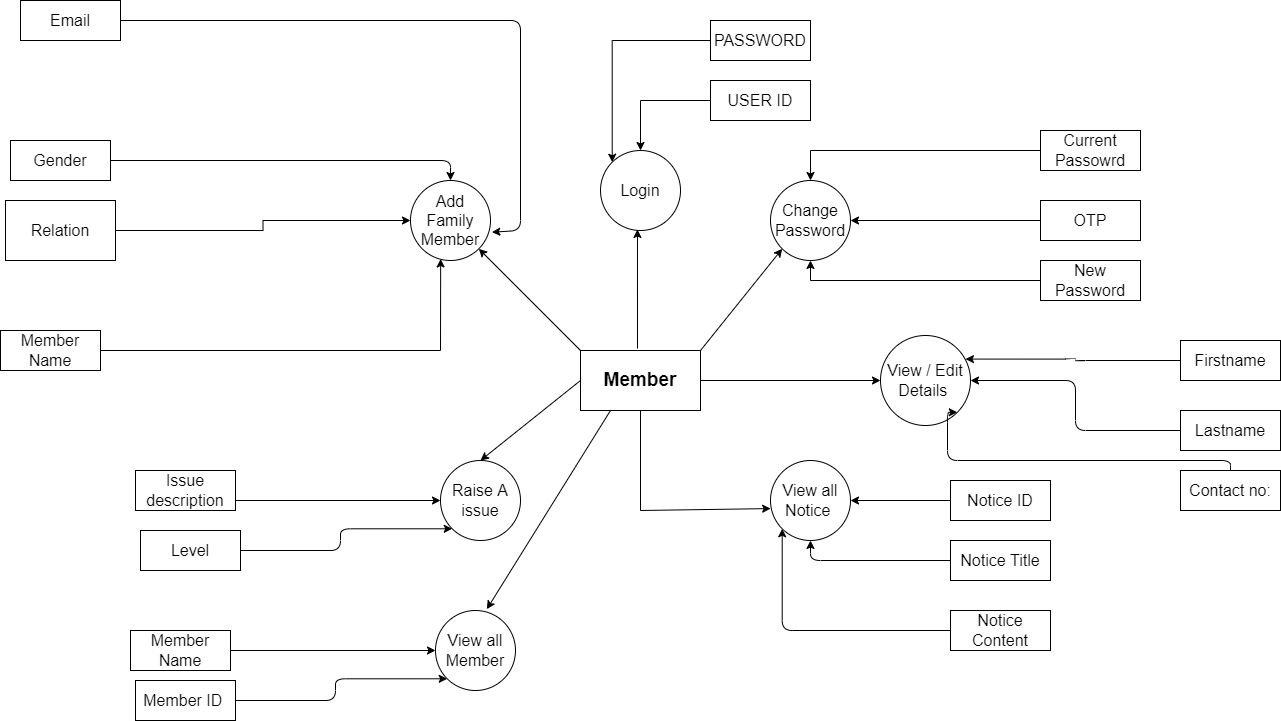 Email
PASSWORD
USER ID
Gender
Relation
Member
Name
Add
Family
Member
Login
Change
Password
Current
Passowrd
OTP
New
Password
Member
View / Edit
Details
Firstname
Lastname
Contact no:
Issue
description
Level
Raise A
issue
View all
Notice
Notice ID
Notice Title
Notice
Content
Member
Name
Member ID
View all
Member